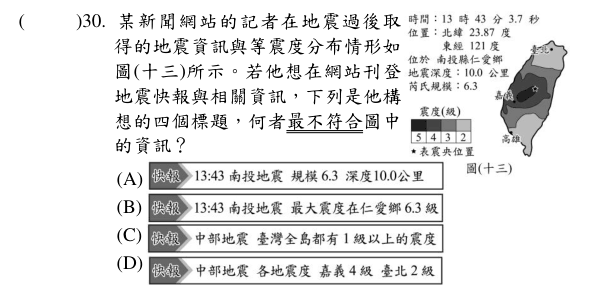 (　　)30. 某新聞網站的記者在地震過後取
得的地震資訊與等震度分布情形如
圖(十三)所示。若他想在網站刊登
地震快報與相關資訊，下列是他構
想的四個標題，何者最不符合圖中
的資訊？
時間：13 時 43 分 3.7 秒
位置：北緯 23.87 度
東經 121 度
位於 南投縣仁愛鄉
地震深度：10.0 公里
芮氏規模：6.3
臺北
嘉義
高雄
震度(級)
5 4 3 2
★表震央位置
圖(十三)
(A) 快報 13:43 南投地震 規模 6.3 深度10.0公里
(B) 快報 13:43 南投地震 最大震度在仁愛鄉 6.3 級
(C) 快報 中部地震 臺灣全島都有 1 級以上的震度
(D) 快報 中部地震 各地震度 嘉義 4 級 臺北 2 級